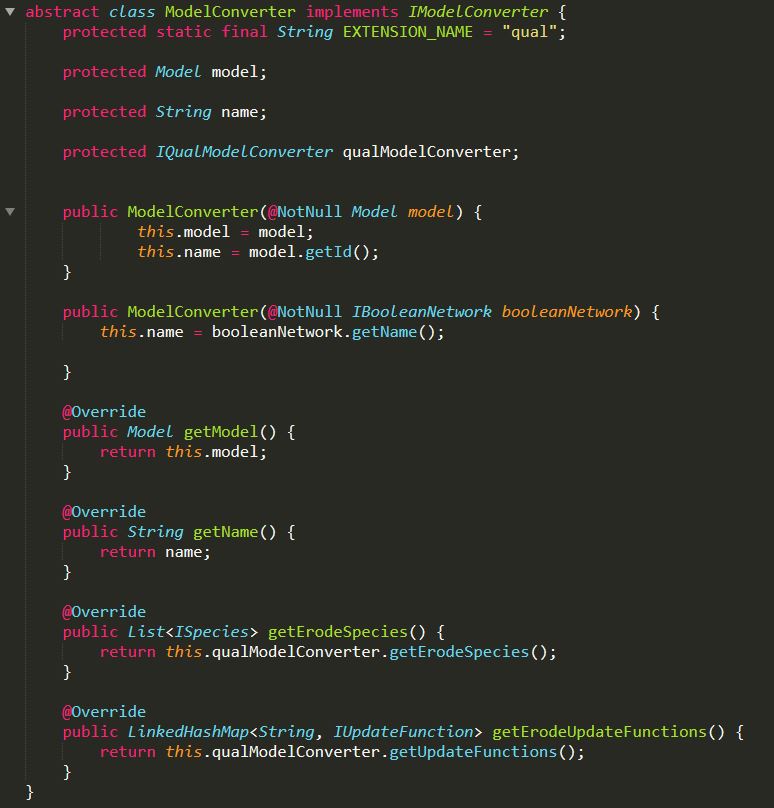 abstract class ModelConverter implements IModelConverter {
    protected static final String EXTENSION_NAME = "qual";

    protected Model model;

    protected String name;

    protected IQualModelConverter qualModelConverter;


    public ModelConverter(@NotNull Model model) {
            this.model = model;
            this.name = model.getId();
    }

    public ModelConverter(@NotNull IBooleanNetwork booleanNetwork) {
        this.name = booleanNetwork.getName();

    }

    @Override
    public Model getModel() {
        return this.model;
    }

    @Override
    public String getName() {
        return name;
    }

    @Override
    public List<ISpecies> getErodeSpecies() {
        return this.qualModelConverter.getErodeSpecies();
    }

    @Override
    public LinkedHashMap<String, IUpdateFunction> getErodeUpdateFunctions() {
        return this.qualModelConverter.getUpdateFunctions();
    }
}